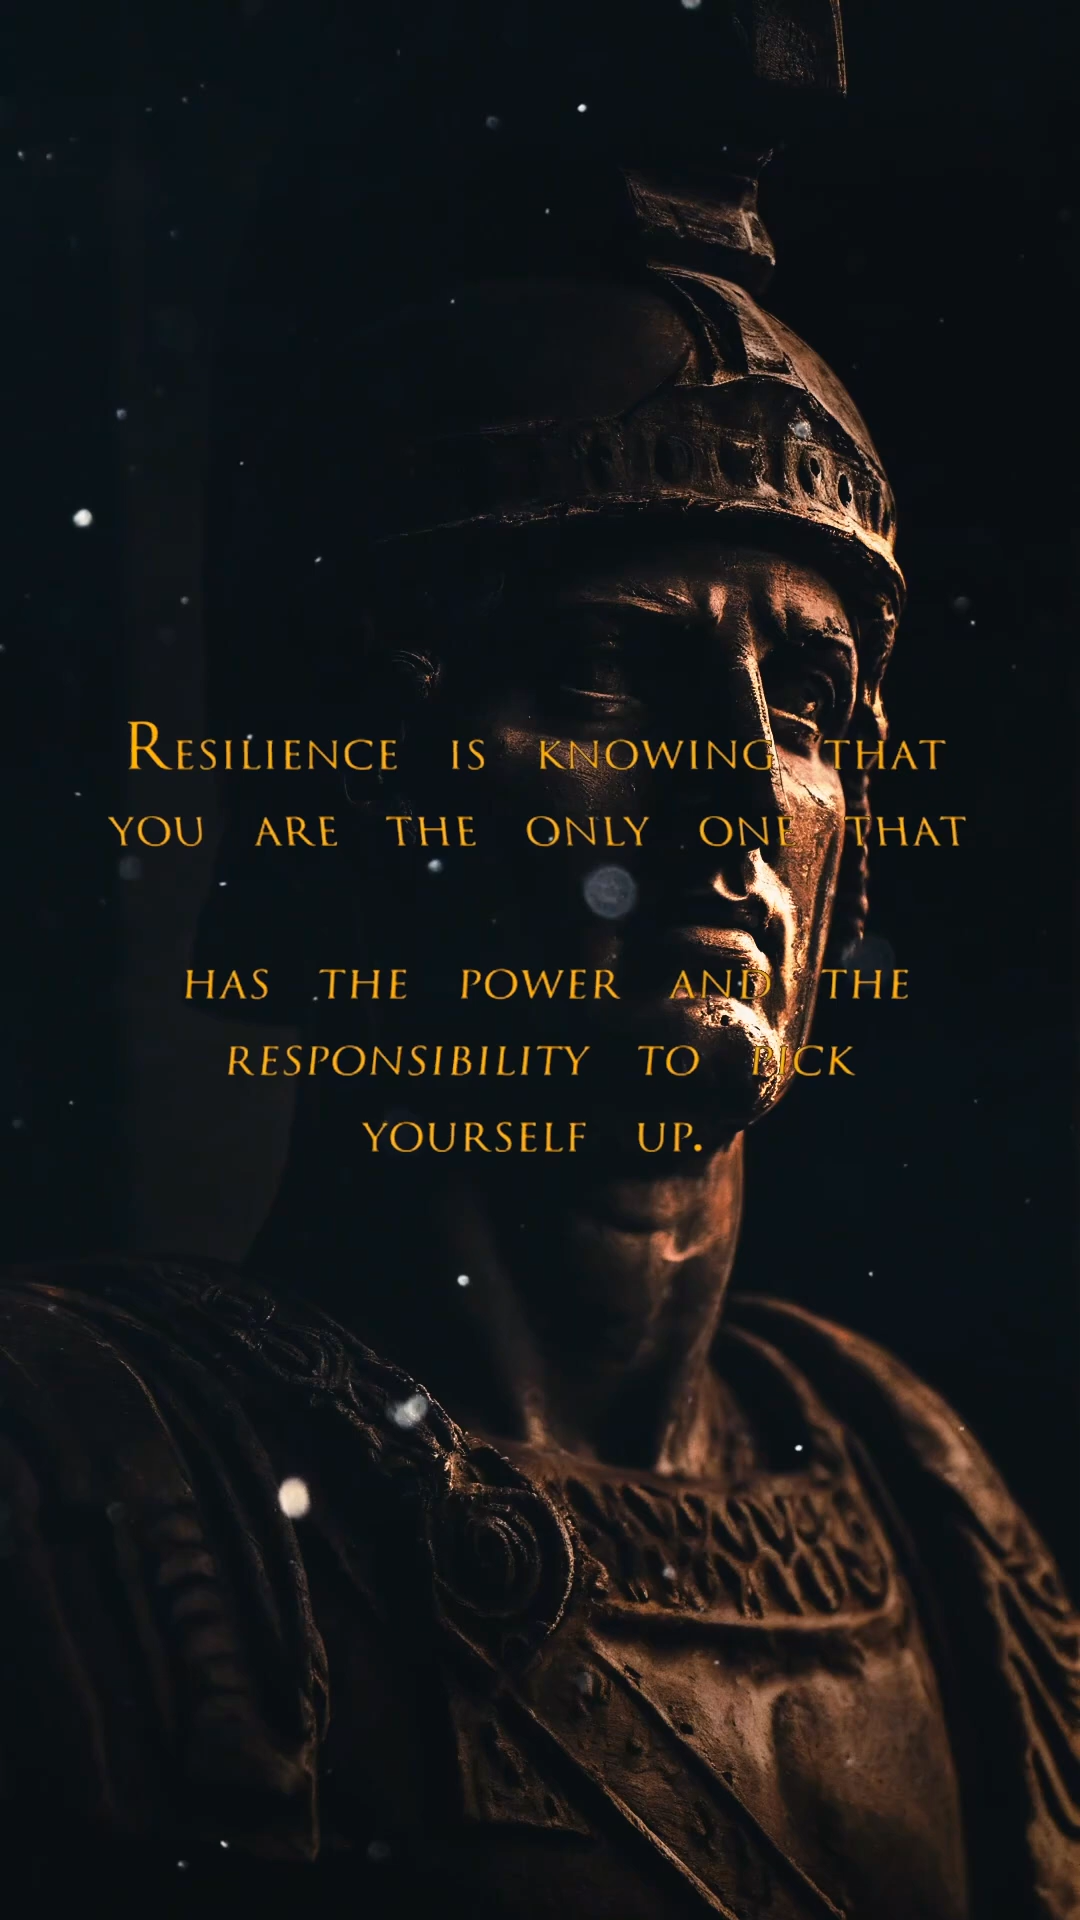 Resilience is knowing that
you are the only one that
has the power and the
responsibility to pick
yourself up.